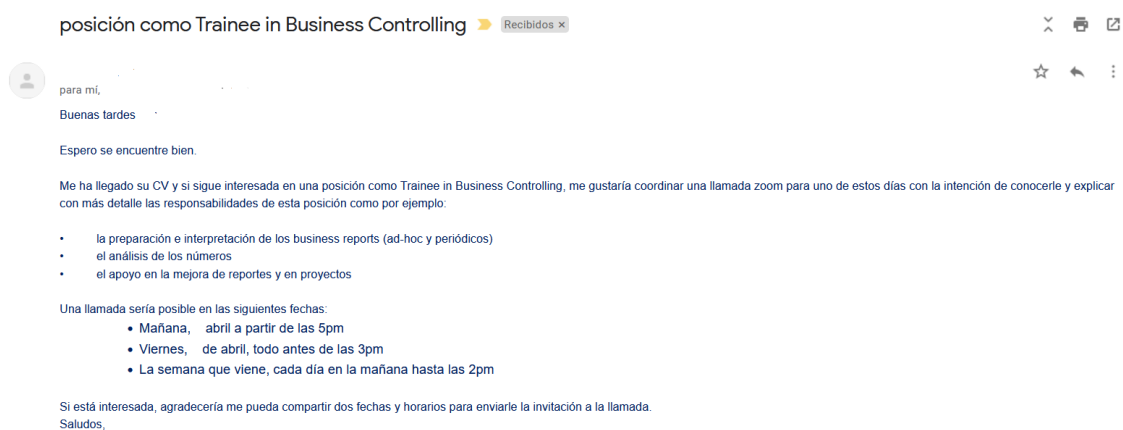 posición como Trainee in Business Controlling Recibidos ×
para mí,
Buenas tardes
Espero se encuentre bien.
Me ha llegado su CV y si sigue interesada en una posición como Trainee in Business Controlling, me gustaría coordinar una llamada zoom para uno de estos días con la intención de conocerle y explicar
con más detalle las responsabilidades de esta posición como por ejemplo:
• la preparación e interpretación de los business reports (ad-hoc y periódicos)
• el análisis de los números
• el apoyo en la mejora de reportes y en proyectos
Una llamada sería posible en las siguientes fechas:
• Mañana, abril a partir de las 5pm
• Viernes, de abril, todo antes de las 3pm
• La semana que viene, cada día en la mañana hasta las 2pm
Si está interesada, agradecería me pueda compartir dos fechas y horarios para enviarle la invitación a la llamada.
Saludos,